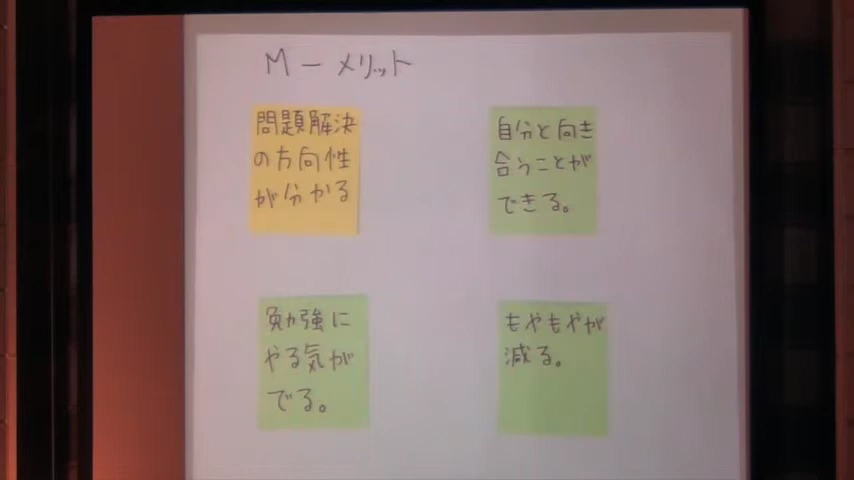 M ー メリット
問題解決
の方向性
が分かる
自分と向き
合うことが
できる。
勉強に
やる気が
でる。
もやもやが
減る。